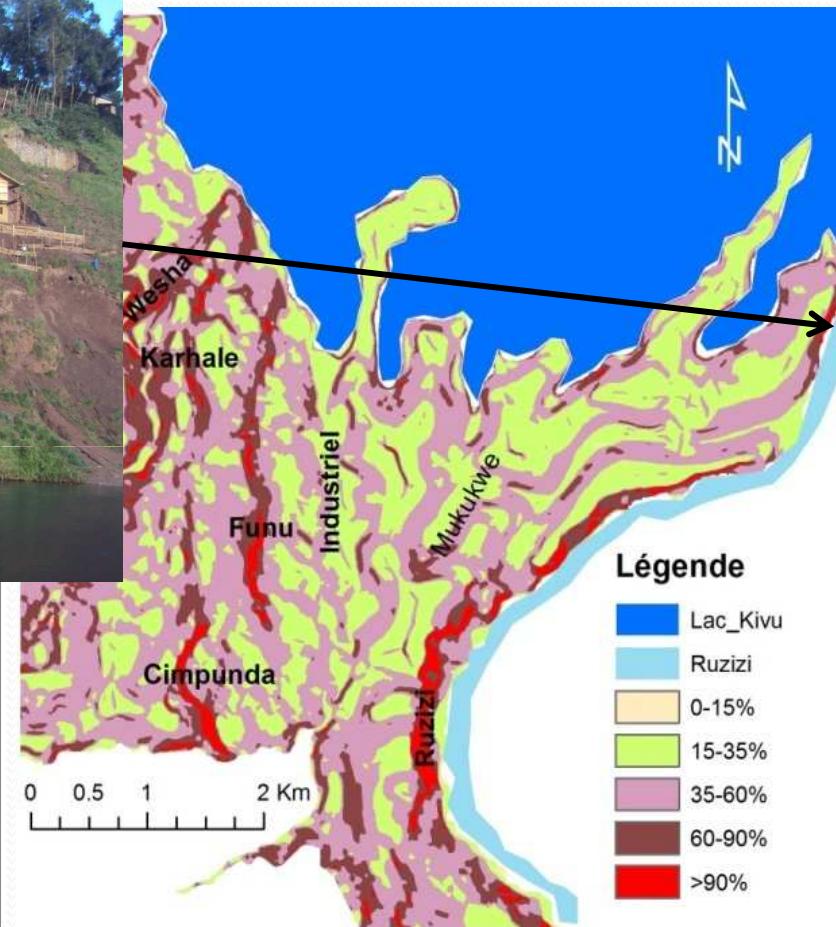 N
Wesha
Karhale
Industriel
Mukukwe
Funu
Cimpunda
Ruzizi
0 0.5 1 2 Km
Légende
Lac_Kivu
Ruzizi
0-15%
15-35%
35-60%
60-90%
>90%